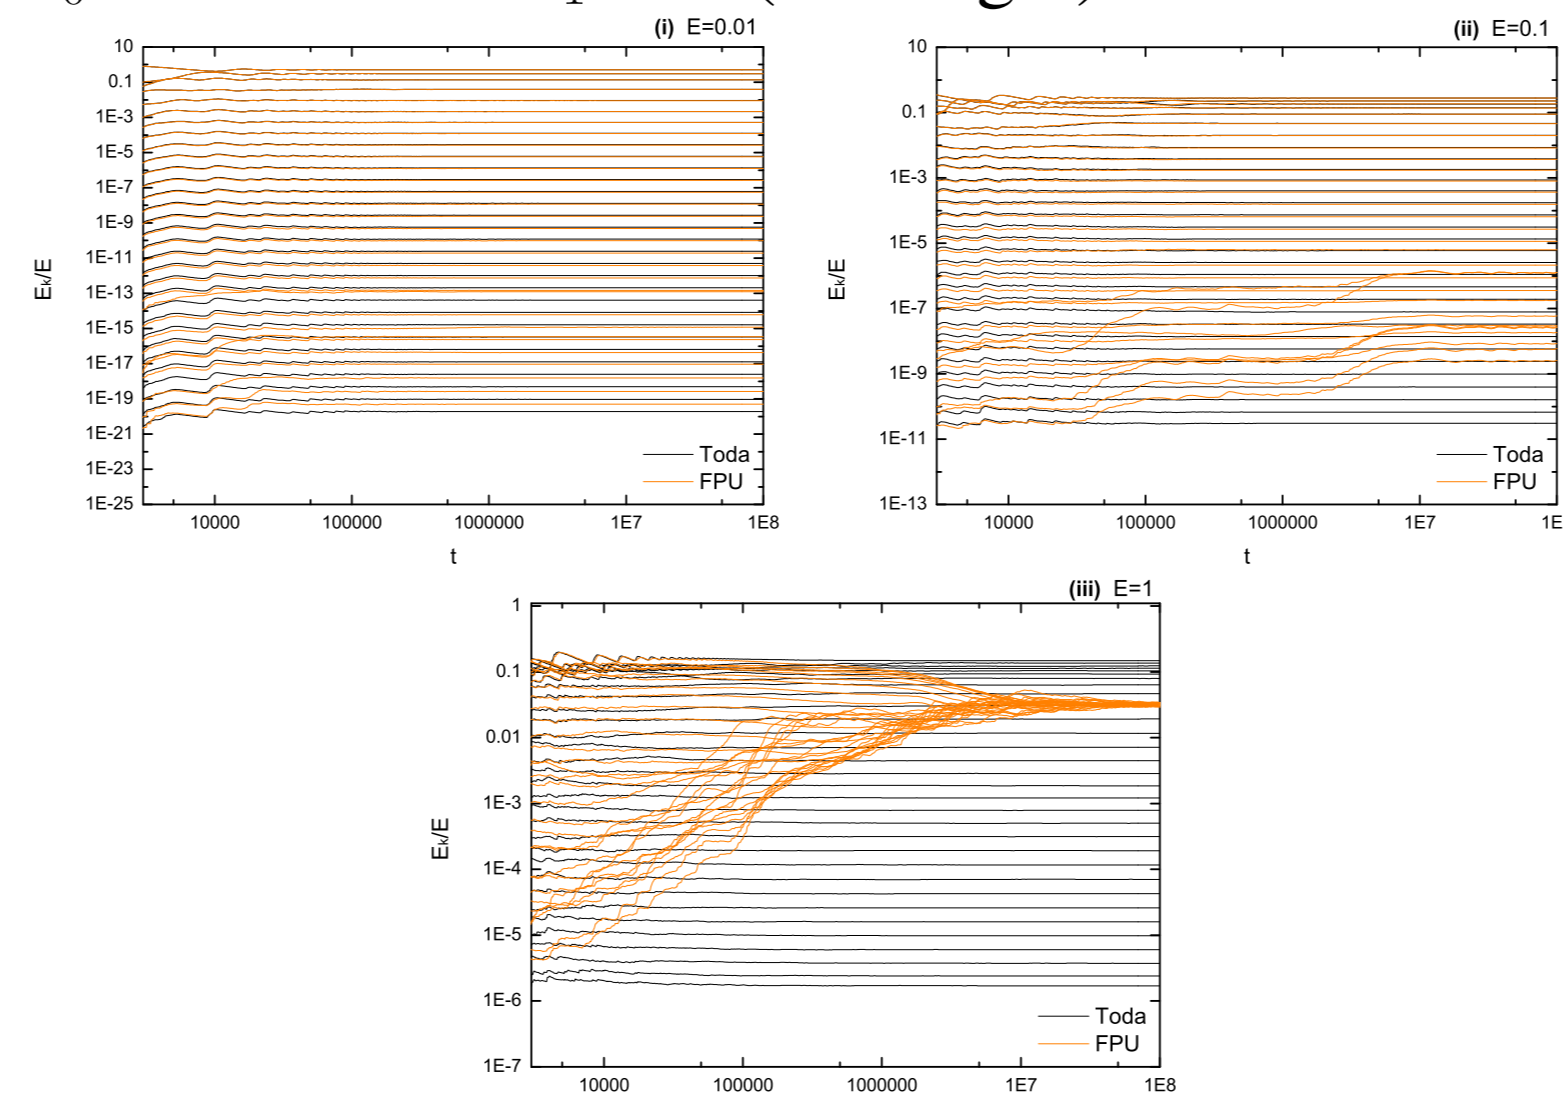 (i) E=0.01
10
0.1
1E-3
1E-5
1E-7
1E-9
1E-11
1E-13
1E-15
1E-17
1E-19
1E-21
1E-23
1E-25
Eₖ/E
Toda
FPU
10000 100000 1000000 1E7 1E8
t
(ii) E=0.1
10
0.1
1E-3
1E-5
1E-7
1E-9
1E-11
1E-13
Eₖ/E
Toda
FPU
10000 100000 1000000 1E7 1E
t
(iii) E=1
1
0.1
0.01
1E-3
1E-4
1E-5
1E-6
1E-7
Eₖ/E
Toda
FPU
10000 100000 1000000 1E7 1E8